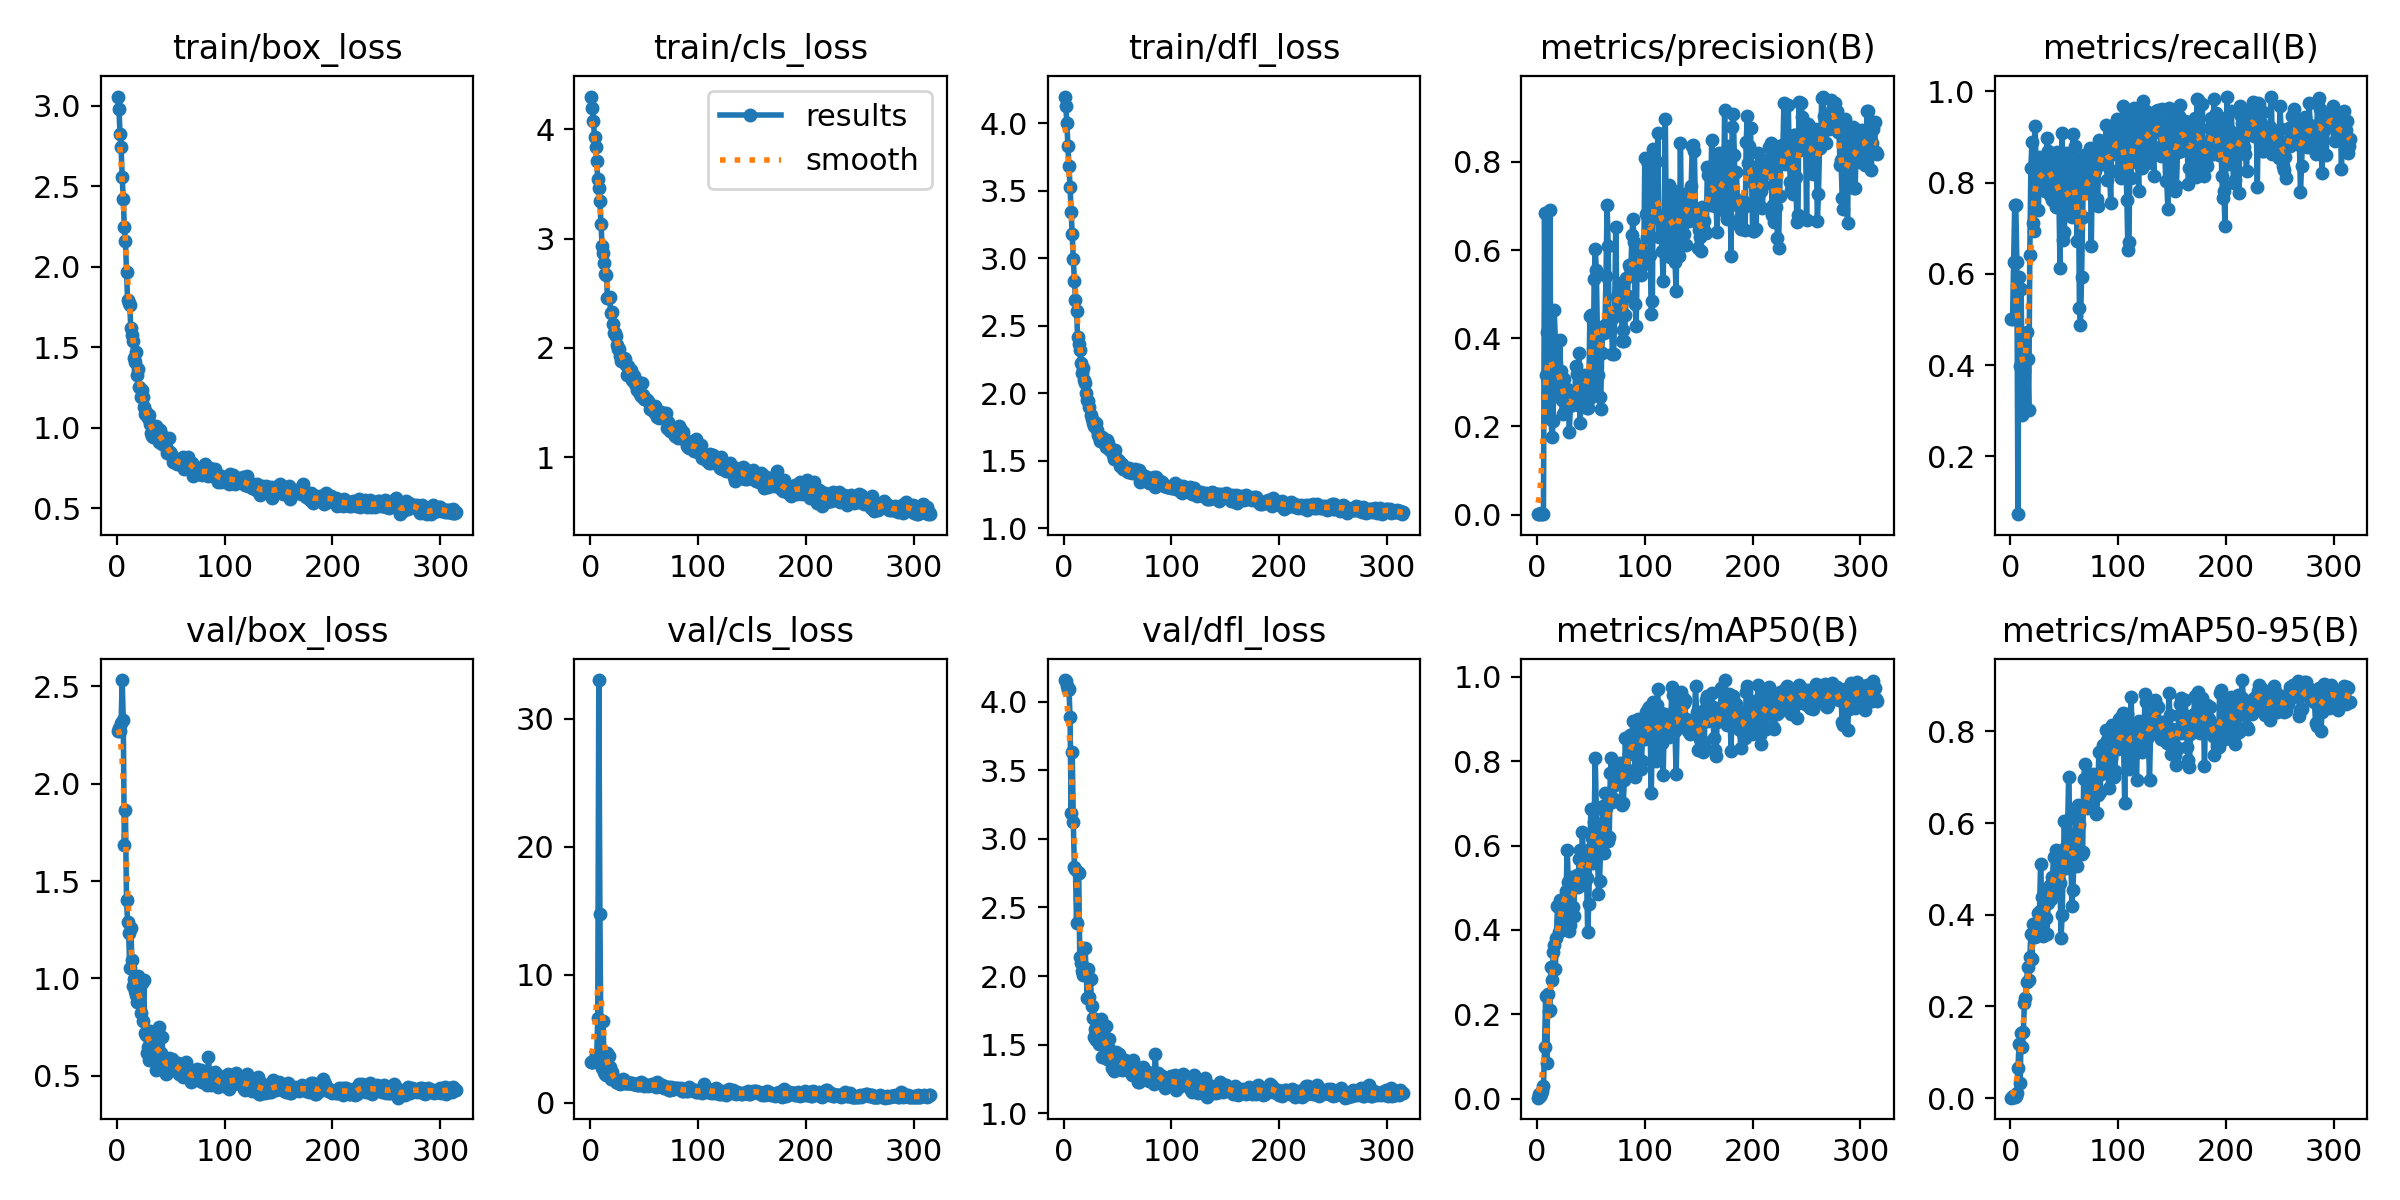 train/box_loss
3.0
2.5
2.0
1.5
1.0
0.5
0 100 200 300
train/cls_loss
results
smooth
4
3
2
1
0 100 200 300
train/dfl_loss
4.0
3.5
3.0
2.5
2.0
1.5
1.0
0 100 200 300
metrics/precision(B)
0.8
0.6
0.4
0.2
0.0
0 100 200 300
metrics/recall(B)
1.0
0.8
0.6
0.4
0.2
0 100 200 300
val/box_loss
2.5
2.0
1.5
1.0
0.5
0 100 200 300
val/cls_loss
30
20
10
0
0 100 200 300
val/dfl_loss
4.0
3.5
3.0
2.5
2.0
1.5
1.0
0 100 200 300
metrics/mAP50(B)
1.0
0.8
0.6
0.4
0.2
0.0
0 100 200 300
metrics/mAP50-95(B)
0.8
0.6
0.4
0.2
0.0
0 100 200 300